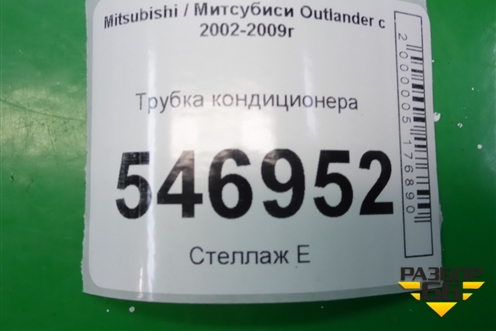 Mitsubishi / Митсубиси Outlander с
2002-2009г
Трубка кондиционера
546952
Стеллаж Е
2000005176890
РАЗБОР